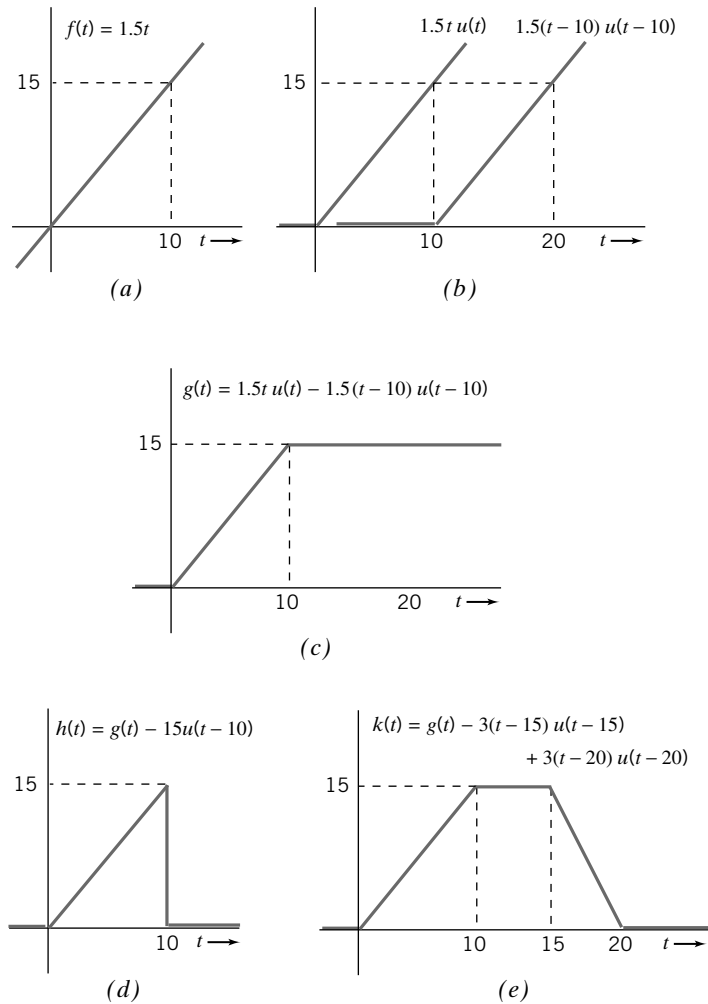 f(t) = 1.5t
15
10 t
(a)
1.5t u(t) 1.5(t – 10) u(t – 10)
15
10 20 t
(b)
g(t) = 1.5t u(t) – 1.5(t – 10) u(t – 10)
15
10 20 t
(c)
h(t) = g(t) – 15u(t – 10)
15
10 t
(d)
k(t) = g(t) – 3(t – 15) u(t – 15)
+ 3(t – 20) u(t – 20)
15
10 15 20 t
(e)